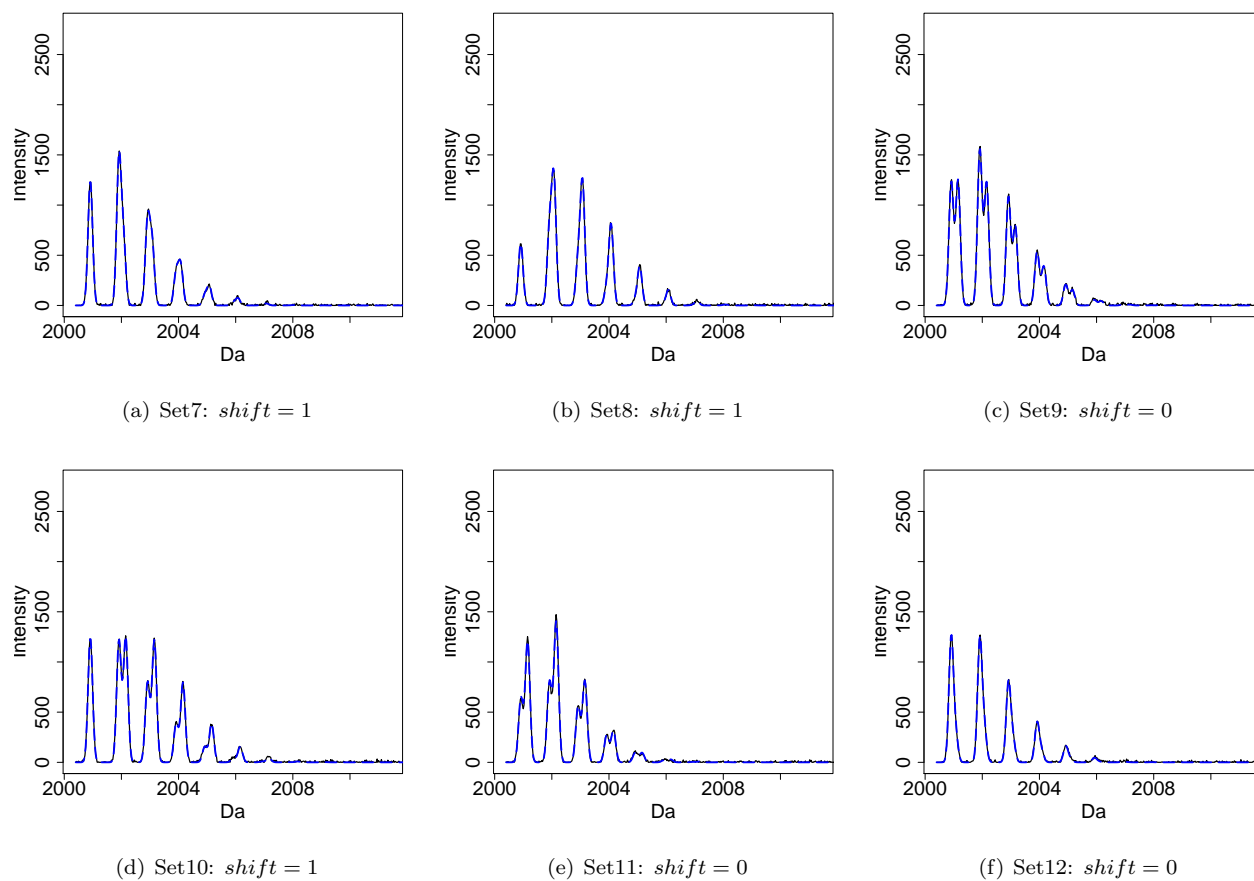 2500
1500
500
0
Intensity
2000
2004
2008
Da
(a) Set7: shift = 1
2500
1500
500
0
Intensity
2000
2004
2008
Da
(b) Set8: shift = 1
2500
1500
500
0
Intensity
2000
2004
2008
Da
(c) Set9: shift = 0
2500
1500
500
0
Intensity
2000
2004
2008
Da
(d) Set10: shift = 1
2500
1500
500
0
Intensity
2000
2004
2008
Da
(e) Set11: shift = 0
2500
1500
500
0
Intensity
2000
2004
2008
Da
(f) Set12: shift = 0